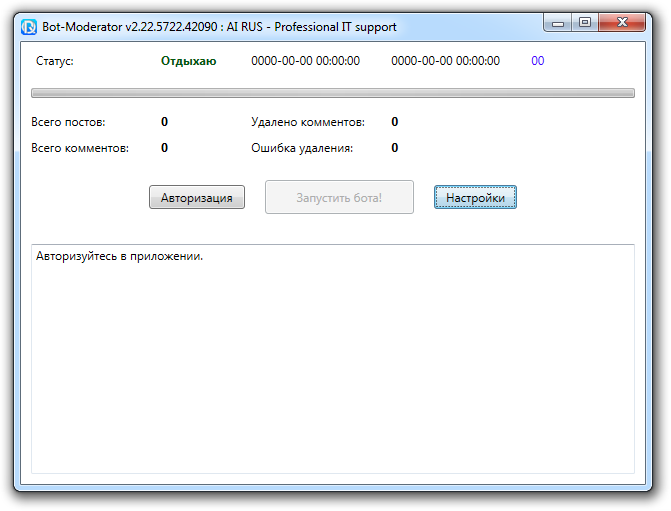 Bot-Moderator v2.22.5722.42090 : AI RUS - Professional IT support
Статус: Отдыхаю 0000-00-00 00:00:00 0000-00-00 00:00:00 00
Всего постов: 0 Удалено комментов: 0
Всего комментов: 0 Ошибка удаления: 0
Авторизация Запустить бота! Настройки
Авторизуйтесь в приложении.